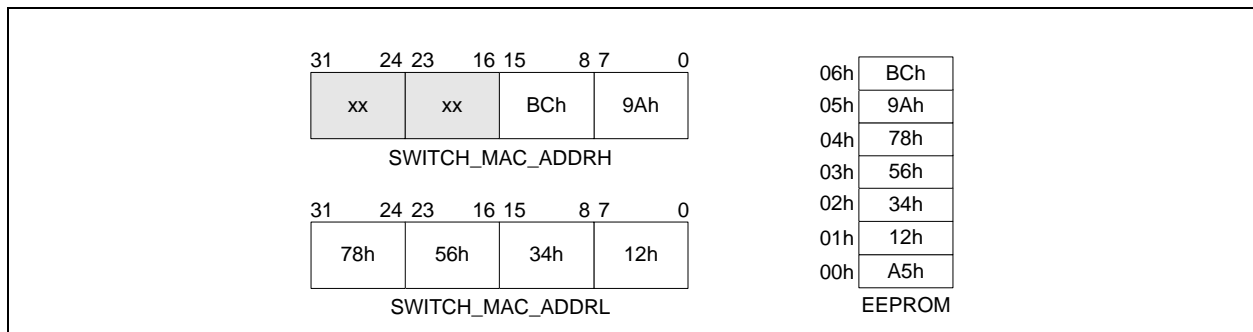 31 24 23 16 15 8 7 0
xx xx BCh 9Ah
SWITCH_MAC_ADDRH
31 24 23 16 15 8 7 0
78h 56h 34h 12h
SWITCH_MAC_ADDRL
06h BCh
05h 9Ah
04h 78h
03h 56h
02h 34h
01h 12h
00h A5h
EEPROM